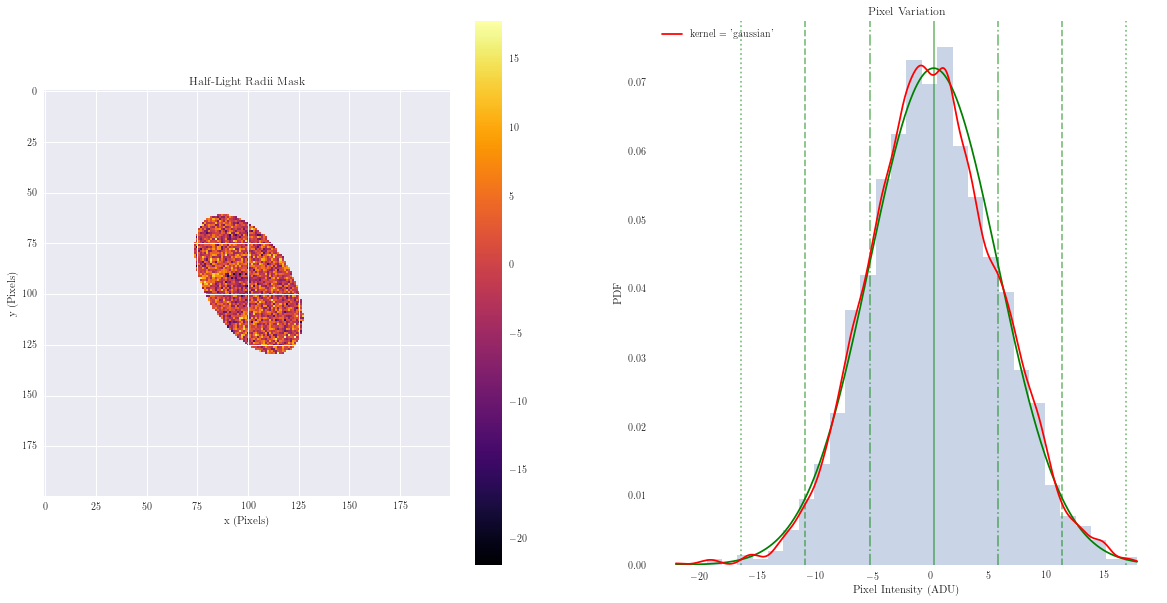 Half-Light Radii Mask
0
25
50
75
100
125
150
175
y (Pixels)
0 25 50 75 100 125 150 175
x (Pixels)
15
10
5
0
−5
−10
−15
−20
Pixel Variation
kernel = 'gaussian'
0.07
0.06
0.05
0.04
0.03
0.02
0.01
0.00
PDF
−20 −15 −10 −5 0 5 10 15
Pixel Intensity (ADU)